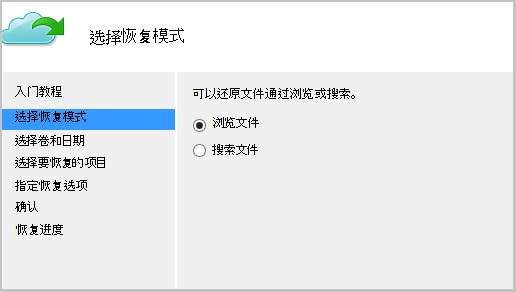 选择恢复模式
入门教程
选择恢复模式
选择卷和日期
选择要恢复的项目
指定恢复选项
确认
恢复进度
可以还原文件通过浏览或搜索。
浏览文件
搜索文件